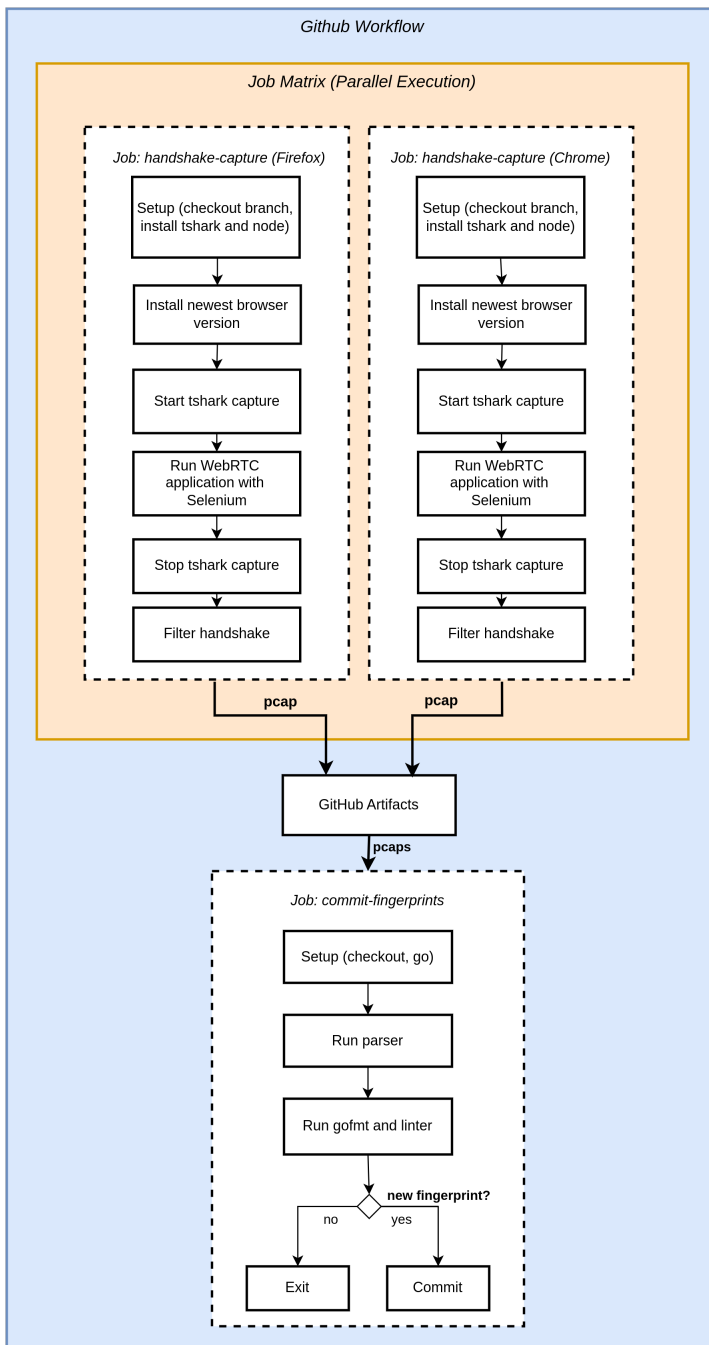 Github Workflow
Job Matrix (Parallel Execution)
Job: handshake-capture (Firefox)
Setup (checkout branch,
install tshark and node)
Install newest browser
version
Start tshark capture
Run WebRTC
application with
Selenium
Stop tshark capture
Filter handshake
pcap
Job: handshake-capture (Chrome)
Setup (checkout branch,
install tshark and node)
Install newest browser
version
Start tshark capture
Run WebRTC
application with
Selenium
Stop tshark capture
Filter handshake
pcap
GitHub Artifacts
pcaps
Job: commit-fingerprints
Setup (checkout, go)
Run parser
Run gofmt and linter
new fingerprint?
no
yes
Exit
Commit